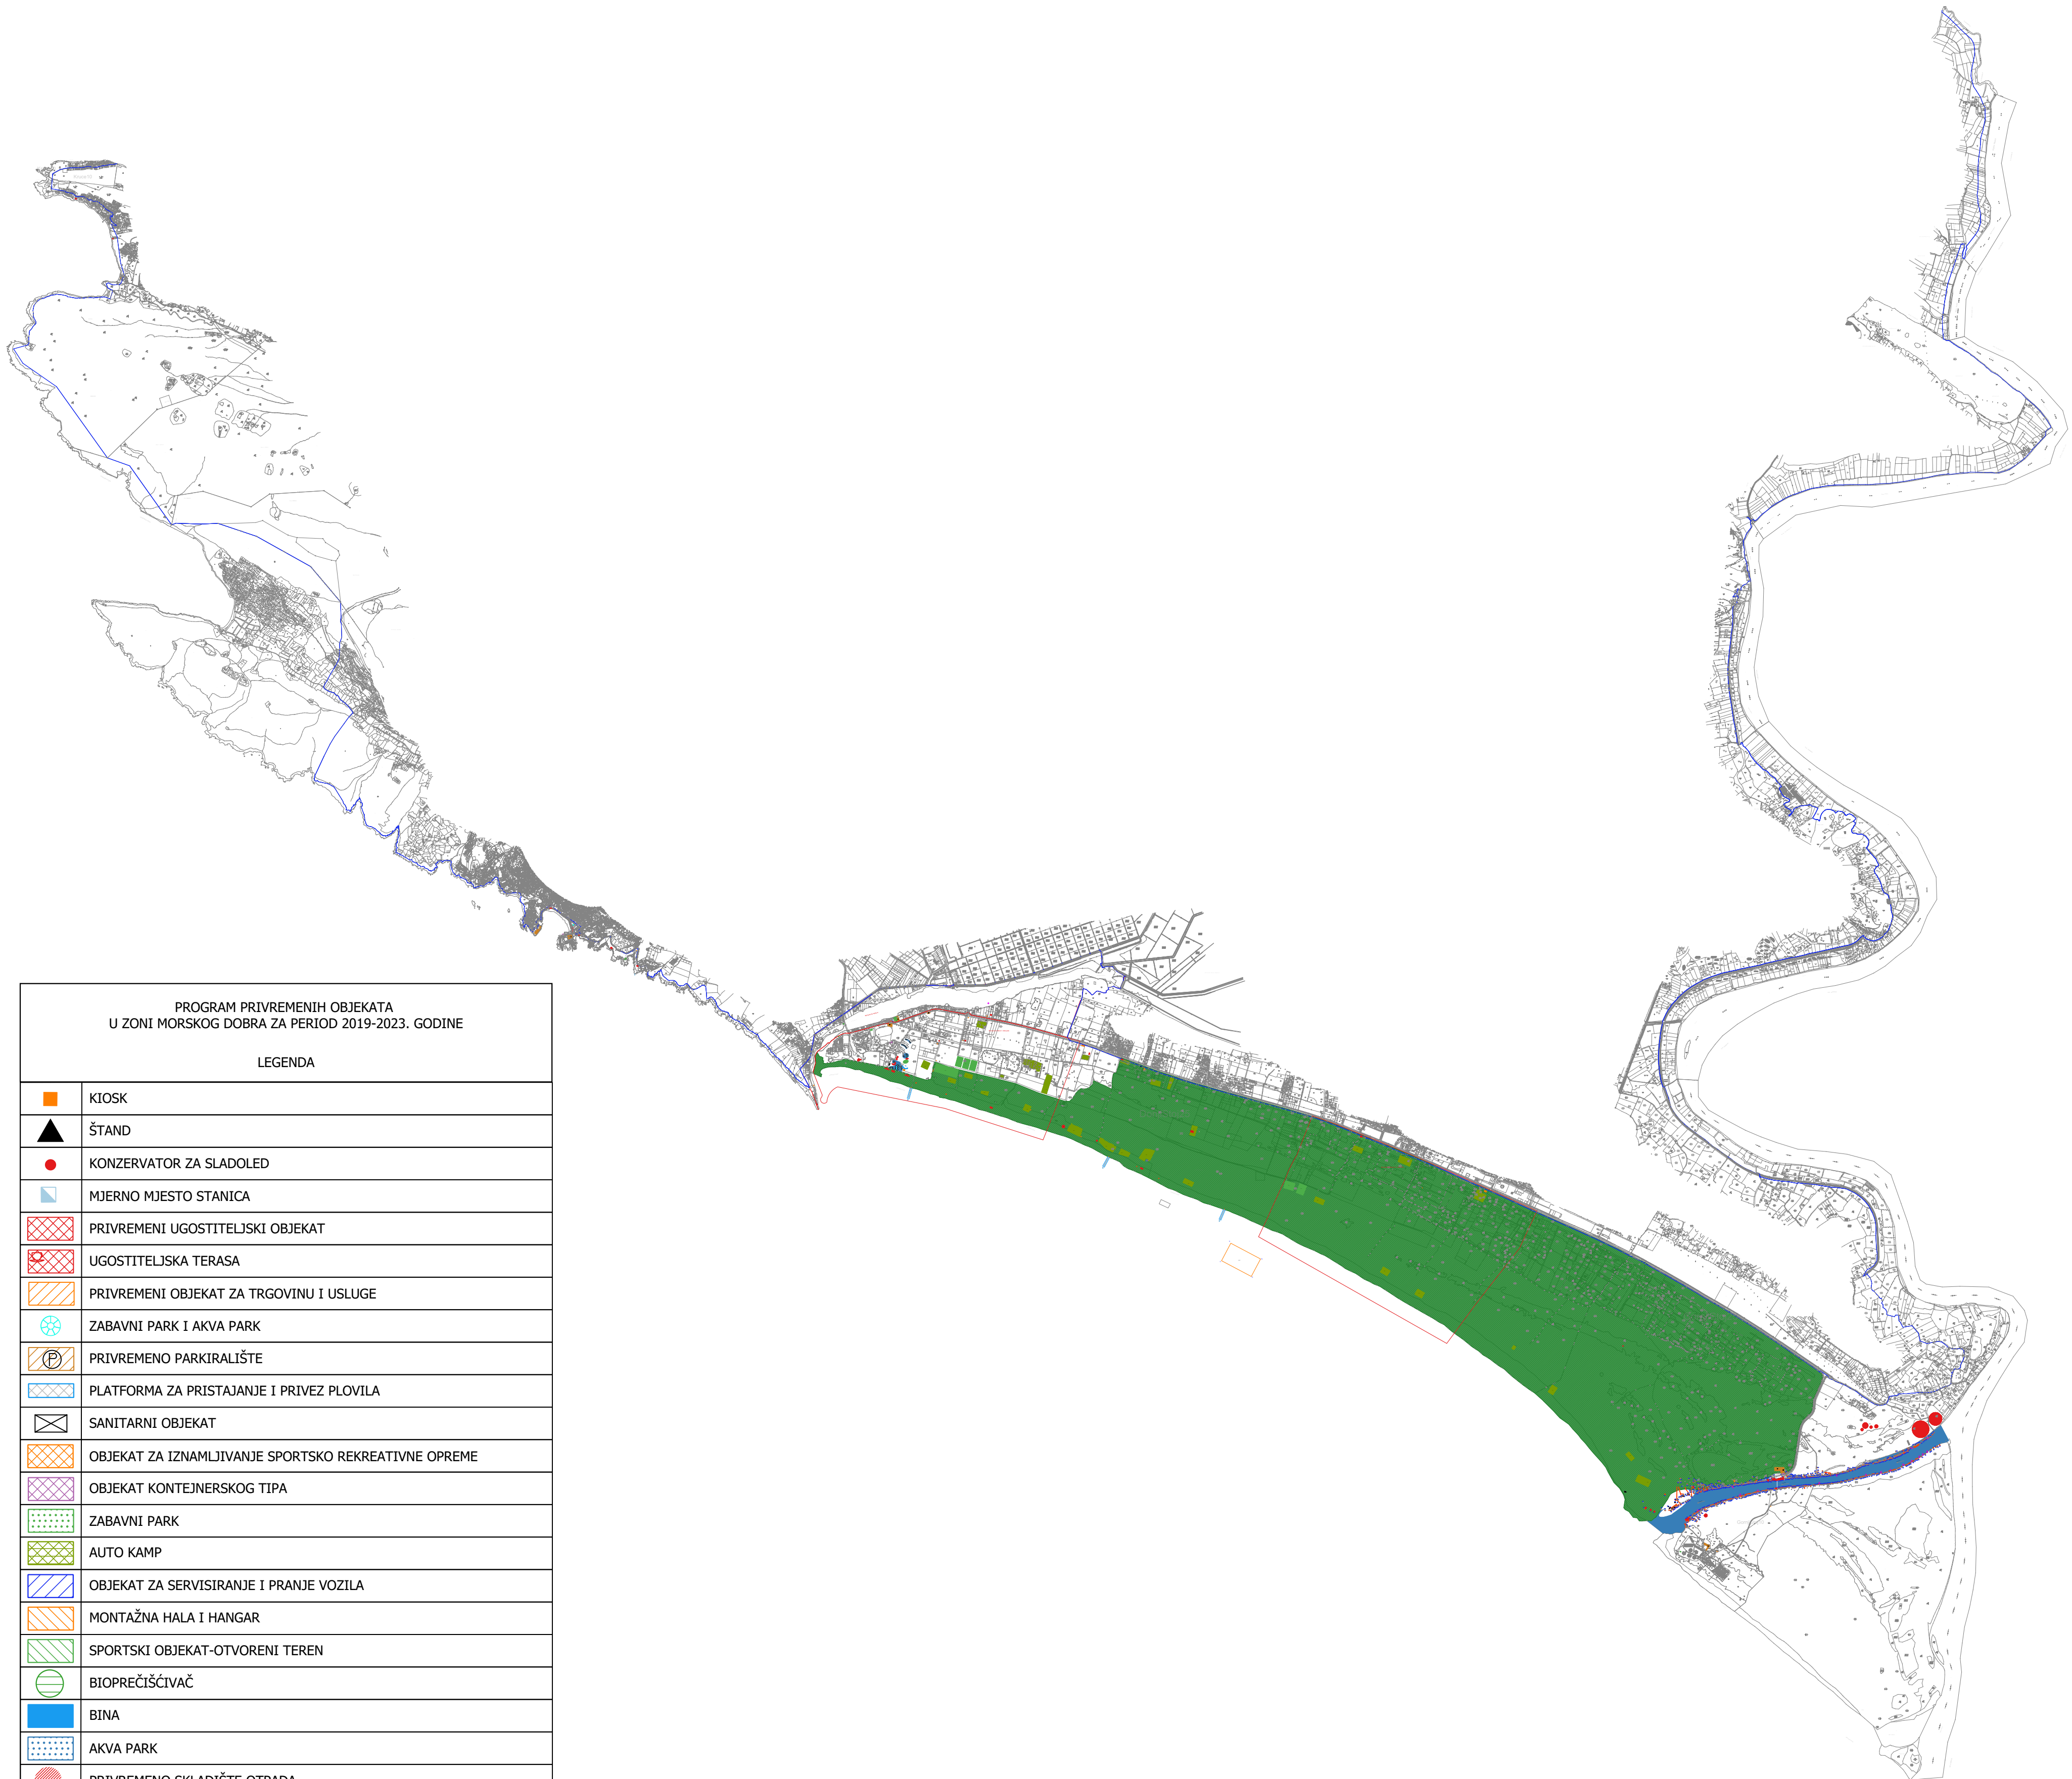 PROGRAM PRIVREMENIH OBJEKATA
U ZONI MORSKOG DOBRA ZA PERIOD 2019-2023. GODINE
LEGENDA
KIOSK
ŠTAND
KONZERVATOR ZA SLADOLED
MJERNO MJESTO STANICA
PRIVREMENI UGOSTITELJSKI OBJEKAT
UGOSTITELJSKA TERASA
PRIVREMENI OBJEKAT ZA TRGOVINU I USLUGE
ZABAVNI PARK I AKVA PARK
P PRIVREMENO PARKIRALIŠTE
PLATFORMA ZA PRISTAJANJE I PRIVEZ PLOVILA
SANITARNI OBJEKAT
OBJEKAT ZA IZNAMLJIVANJE SPORTSKO REKREATIVNE OPREME
OBJEKAT KONTEJNERSKOG TIPA
ZABAVNI PARK
AUTO KAMP
OBJEKAT ZA SERVISIRANJE I PRANJE VOZILA
MONTAŽNA HALA I HANGAR
SPORTSKI OBJEKAT-OTVORENI TEREN
BIOPREČIŠĆIVAČ
BINA
AKVA PARK
PRIVREMENO SKLADIŠTE OTPADA